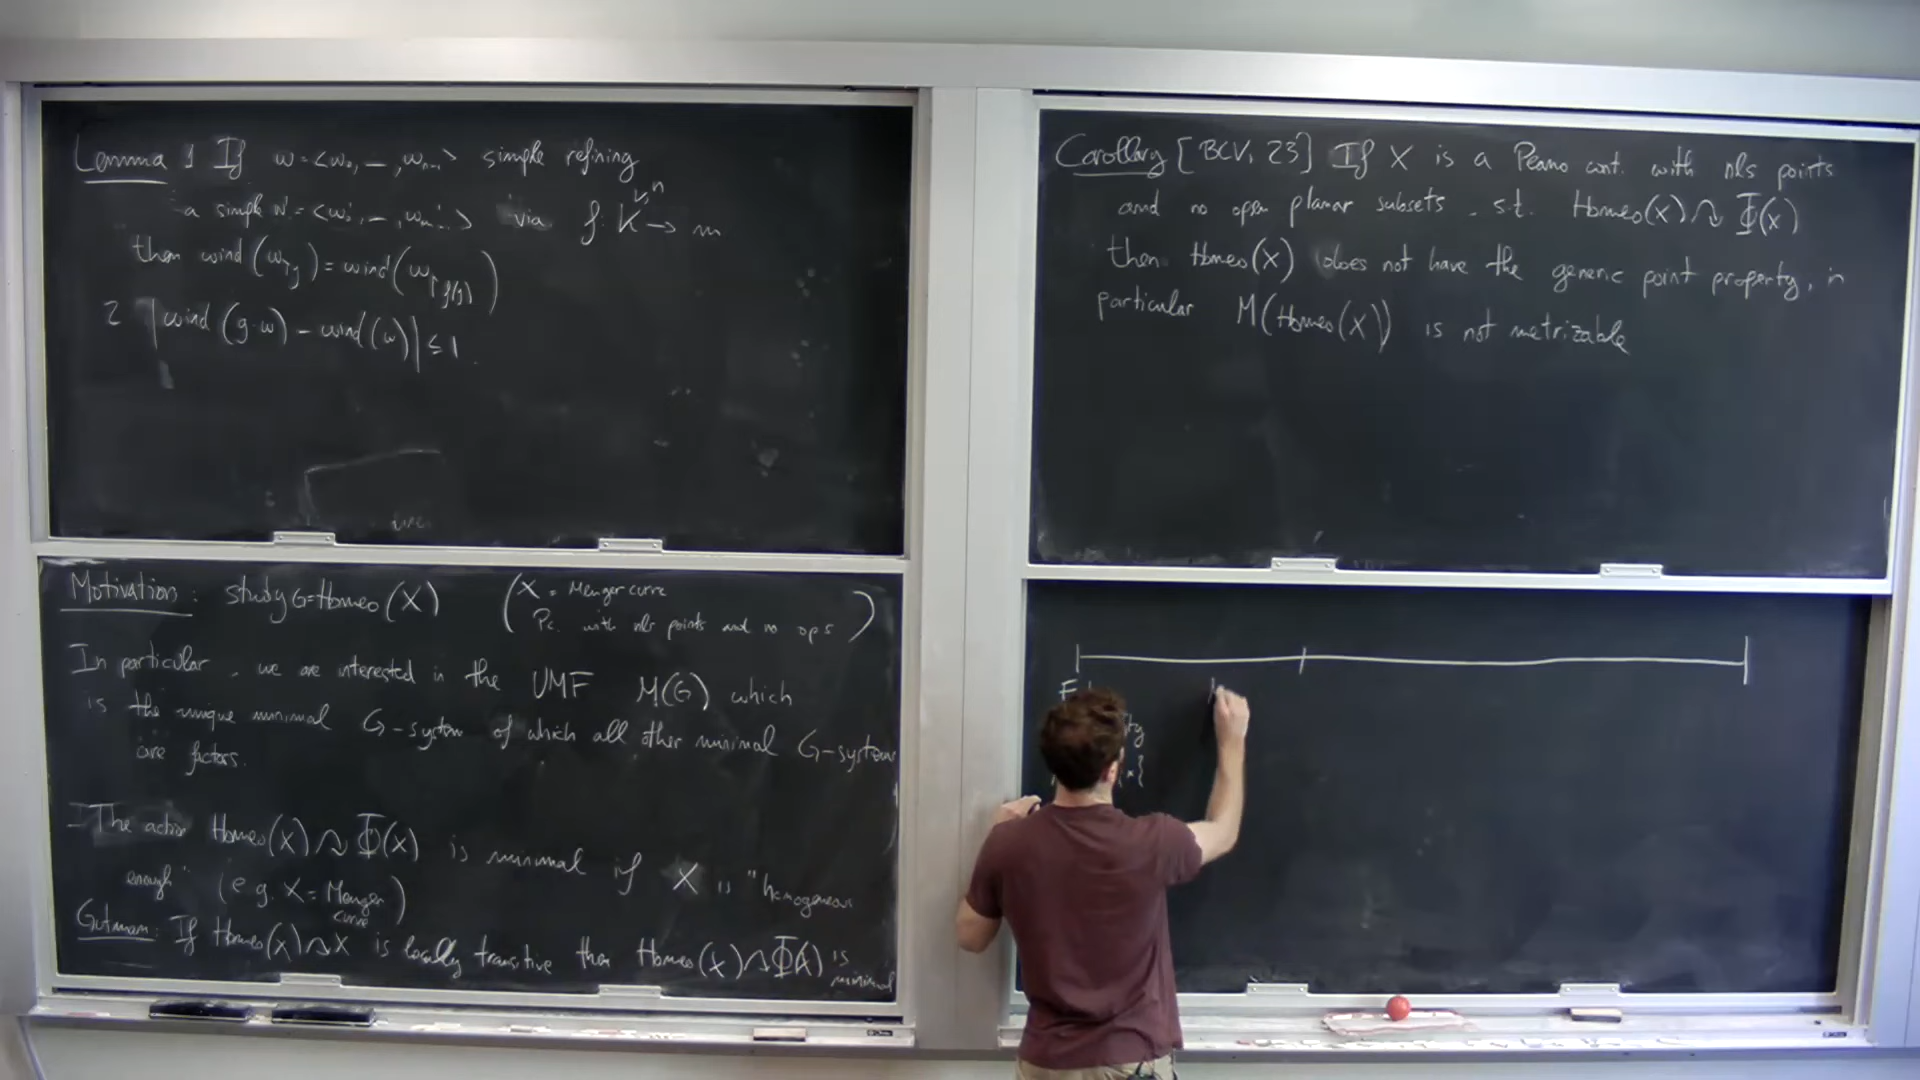 Lemma 1 If w = <w₀, –, wₙ₋₁> simple refining
a simple w' = <w'₀, –, w'ₘ₋₁> via f: K → m
then wind(w↾y) = wind(w↾f(y))
2 |wind(g·w) – wind(w)| ≤ 1
Motivation: study G=Homeo(X) (X = Menger curve
Pc. with nls points and no ops)
In particular, we are interested in the UMF M(G) which
is the unique minimal G-system of which all other minimal G-systems
are factors.
- The action Homeo(X) ↷ Φ(X) is minimal if X is "homogeneous
enough" (e.g. X = Menger curve)
Gutman: If Homeo(X) ↷ X is locally transitive then Homeo(X) ↷ Φ(X) is minimal
Corollary [BCV, 23] If X is a Peano cont. with nls points
and no open planar subsets. s.t. Homeo(X) ↷ Φ(X)
then Homeo(X) does not have the generic point property, in
particular M(Homeo(X)) is not metrizable